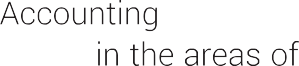 Accounting
in the areas of